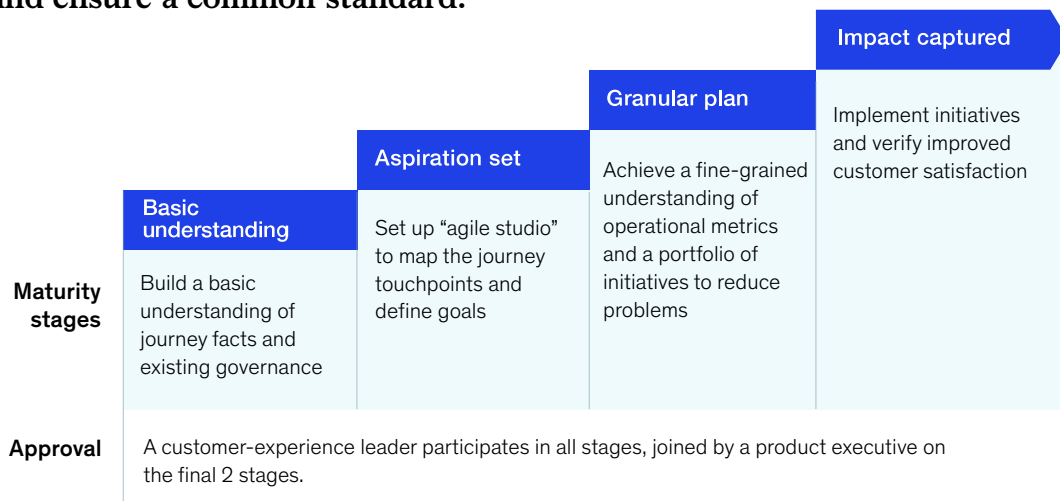 and ensure a common standard.
Impact captured
Implement initiatives
and verify improved
customer satisfaction
Granular plan
Achieve a fine-grained
understanding of
operational metrics
and a portfolio of
initiatives to reduce
problems
Aspiration set
Set up “agile studio”
to map the journey
touchpoints and
define goals
Basic
understanding
Build a basic
understanding of
journey facts and
existing governance
Maturity
stages
Approval
A customer-experience leader participates in all stages, joined by a product executive on
the final 2 stages.